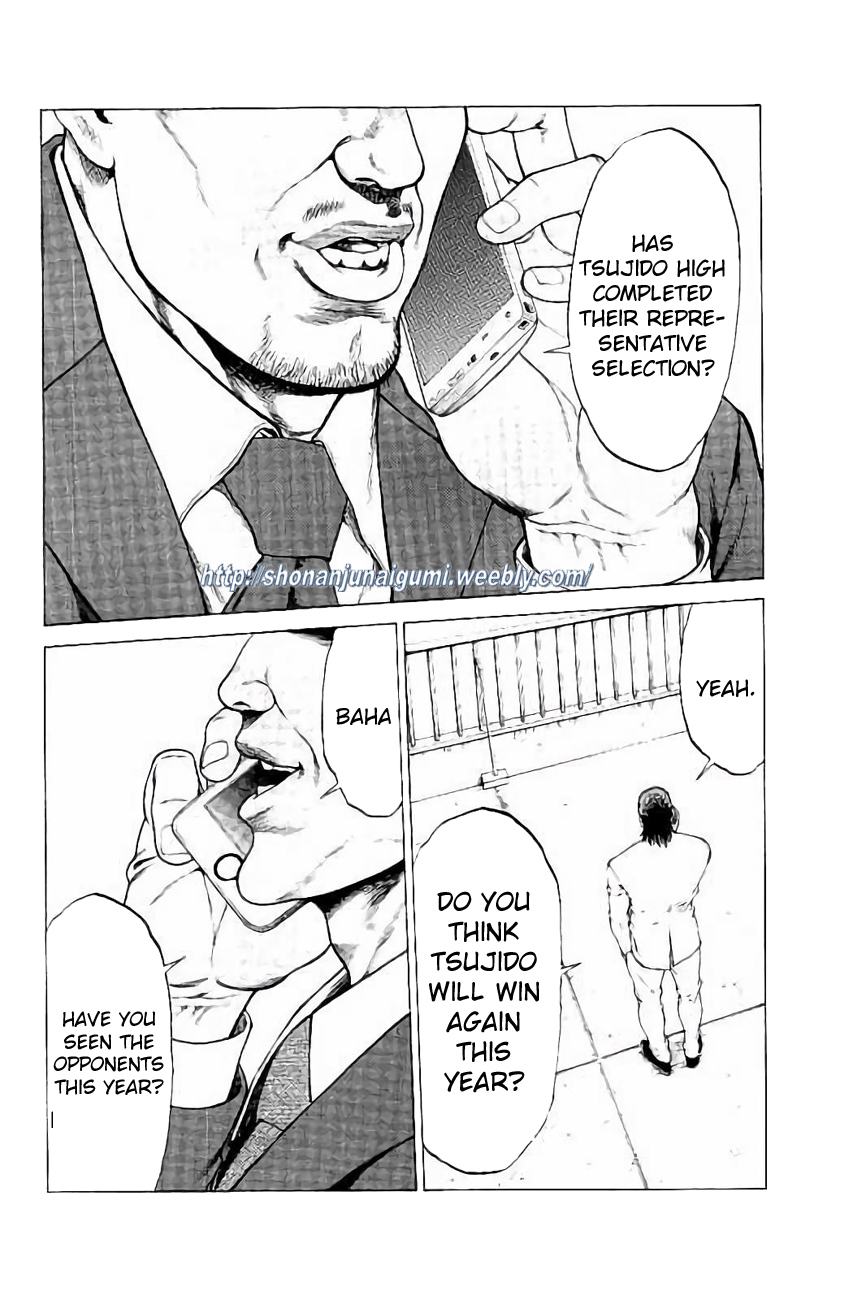 HAS
TSUJIDO HIGH
COMPLETED
THEIR REPRE-
SENTATIVE
SELECTION?
http://shonanjunaigumi.weebly.com/
YEAH.
DO YOU
THINK
TSUJIDO
WILL WIN
AGAIN
THIS
YEAR?
BAHA
HAVE YOU
SEEN THE
OPPONENTS
THIS YEAR?